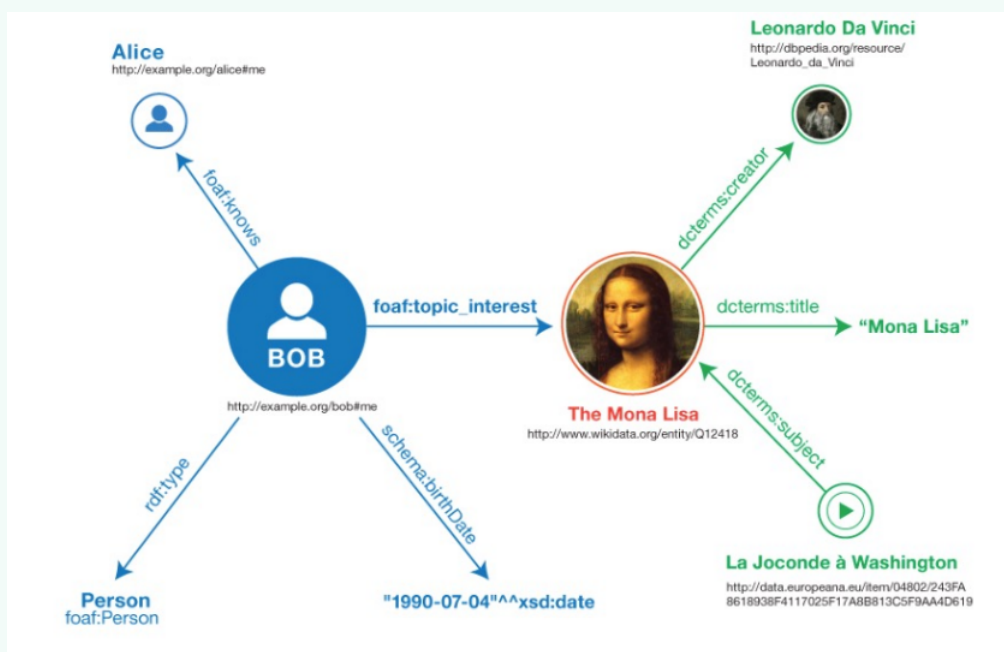 Alice
http://example.org/alice#me
Leonardo Da Vinci
http://dbpedia.org/resource/
Leonardo_da_Vinci
foaf:knows
dcterms:creator
BOB
http://example.org/bob#me
foaf:topic_interest
The Mona Lisa
http://www.wikidata.org/entity/Q12418
dcterms:title
“Mona Lisa”
dcterms:subject
rdf:type
schema:birthDate
Person
foaf:Person
"1990-07-04"^^xsd:date
La Joconde à Washington
http://data.europeana.eu/item/04802/243FA
8618938F4117025F17A8B813C5F9AA4D619